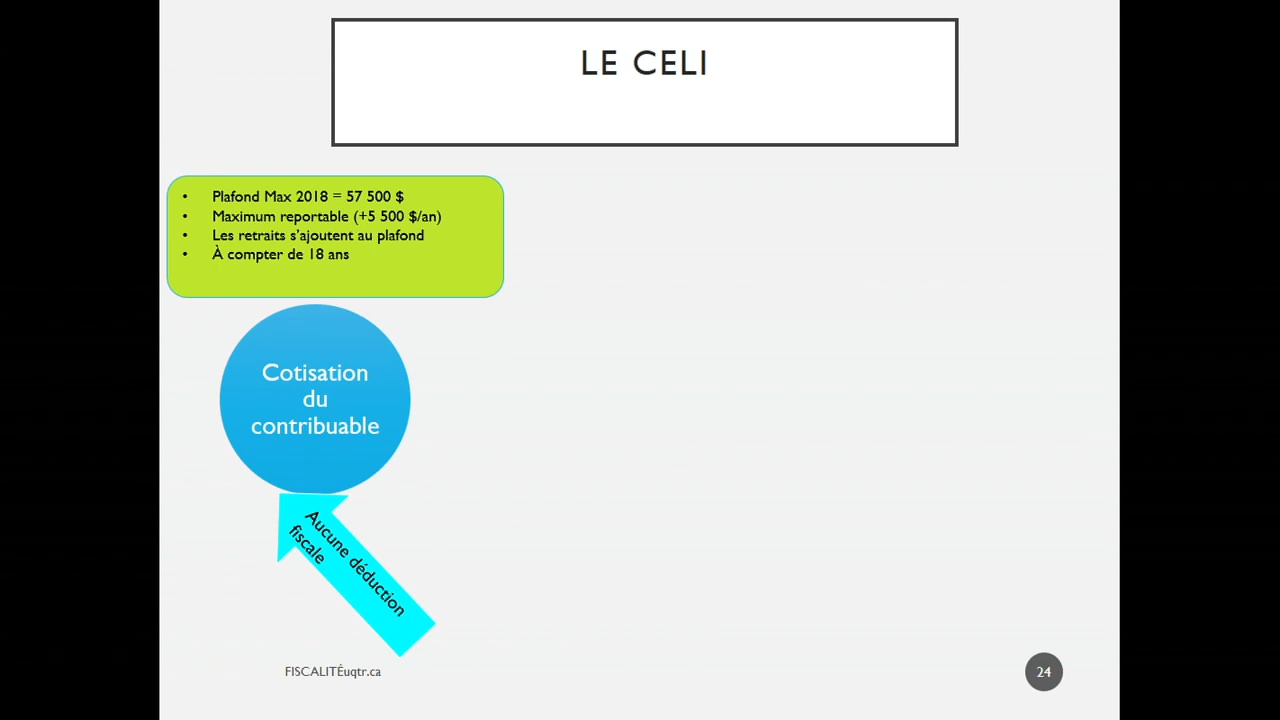 LE CELI
• Plafond Max 2018 = 57 500 $
• Maximum reportable (+5 500 $/an)
• Les retraits s’ajoutent au plafond
• À compter de 18 ans
Cotisation
du
contribuable
Aucune déduction
fiscale
FISCALITÉuqtr.ca
24